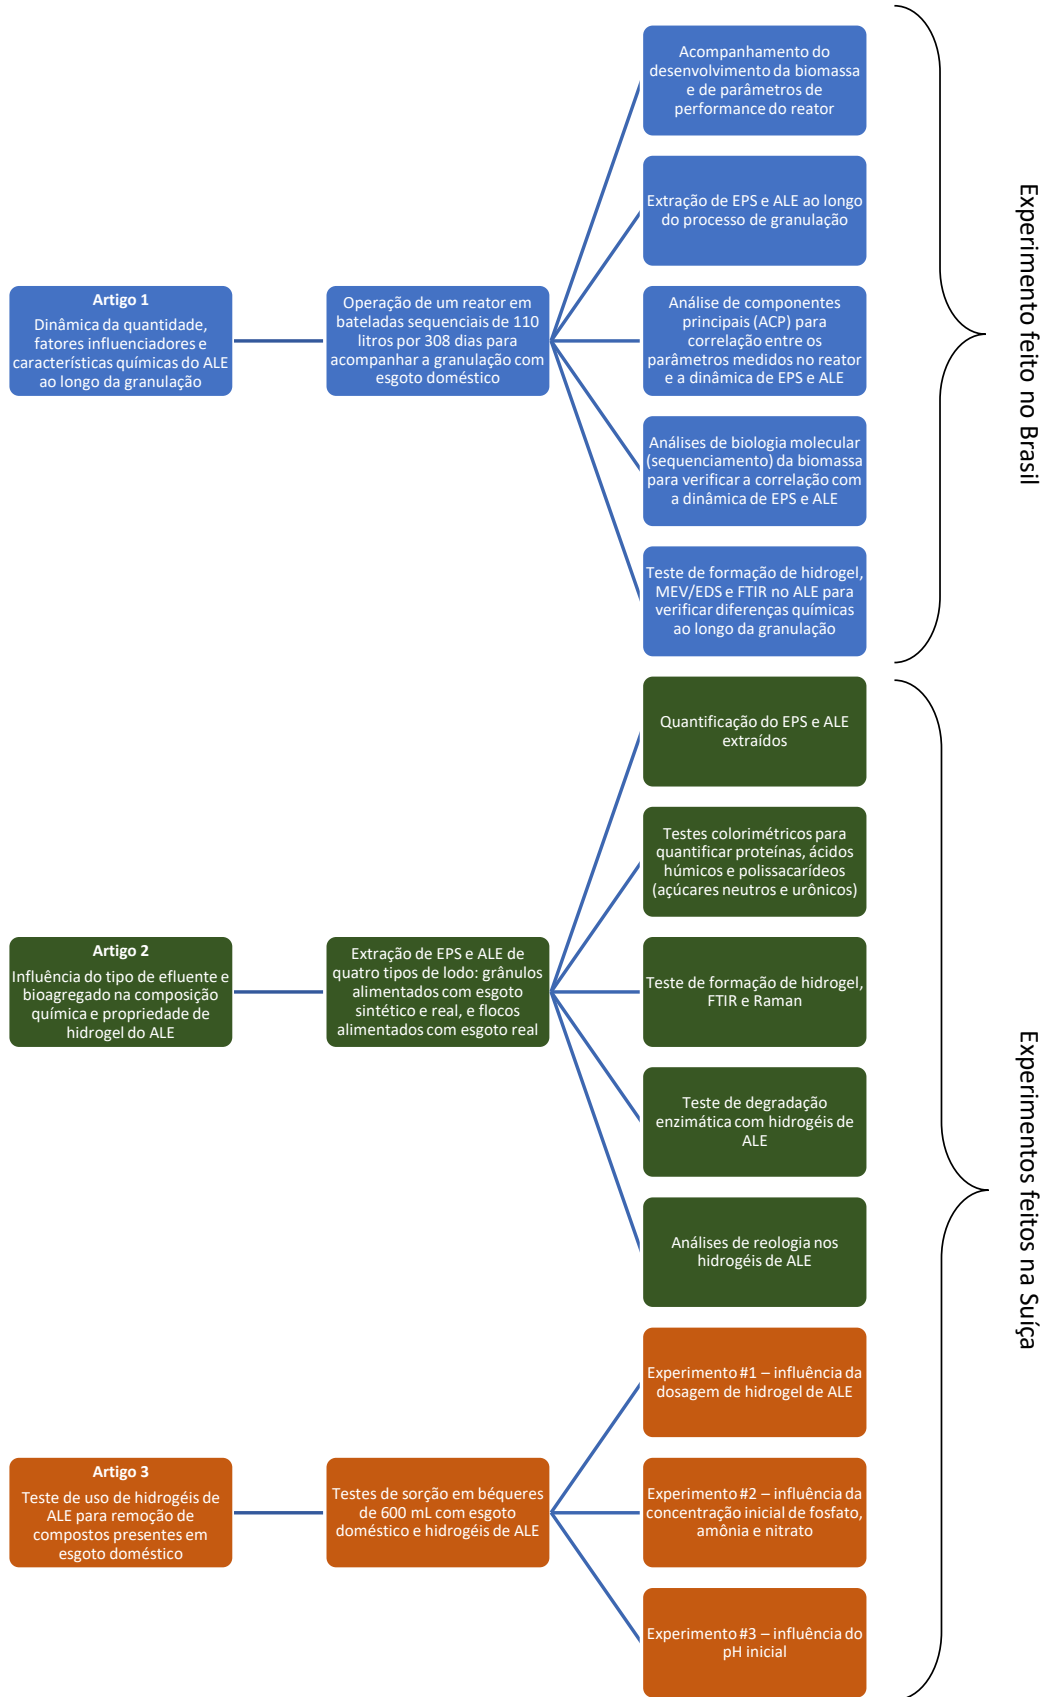 Acompanhamento do
desenvolvimento da biomassa
e de parâmetros de
performance do reator
Extração de EPS e ALE ao longo
do processo de granulação
Artigo 1
Dinâmica da quantidade,
fatores influenciadores e
características químicas do ALE
ao longo da granulação
Operação de um reator em
bateladas sequenciais de 110
litros por 308 dias para
acompanhar a granulação com
esgoto doméstico
Análise de componentes
principais (ACP) para
correlação entre os
parâmetros medidos no reator
e a dinâmica de EPS e ALE
Análises de biologia molecular
(sequenciamento) da biomassa
para verificar a correlação com
a dinâmica de EPS e ALE
Teste de formação de hidrogel,
MEV/EDS e FTIR no ALE para
verificar diferenças químicas
ao longo da granulação
Experimento feito no Brasil
Quantificação do EPS e ALE
extraídos
Testes colorimétricos para
quantificar proteínas, ácidos
húmicos e polissacarídeos
(açúcares neutros e urônicos)
Artigo 2
Influência do tipo de efluente e
bioagregado na composição
química e propriedade de
hidrogel do ALE
Extração de EPS e ALE de
quatro tipos de lodo: grânulos
alimentados com esgoto
sintético e real, e flocos
alimentados com esgoto real
Teste de formação de hidrogel,
FTIR e Raman
Teste de degradação
enzimática com hidrogéis de
ALE
Análises de reologia nos
hidrogéis de ALE
Experimentos feitos na Suíça
Experimento #1 – influência da
dosagem de hidrogel de ALE
Artigo 3
Teste de uso de hidrogéis de
ALE para remoção de
compostos presentes em
esgoto doméstico
Testes de sorção em béqueres
de 600 mL com esgoto
doméstico e hidrogéis de ALE
Experimento #2 – influência da
concentração inicial de fosfato,
amônia e nitrato
Experimento #3 – influência do
pH inicial